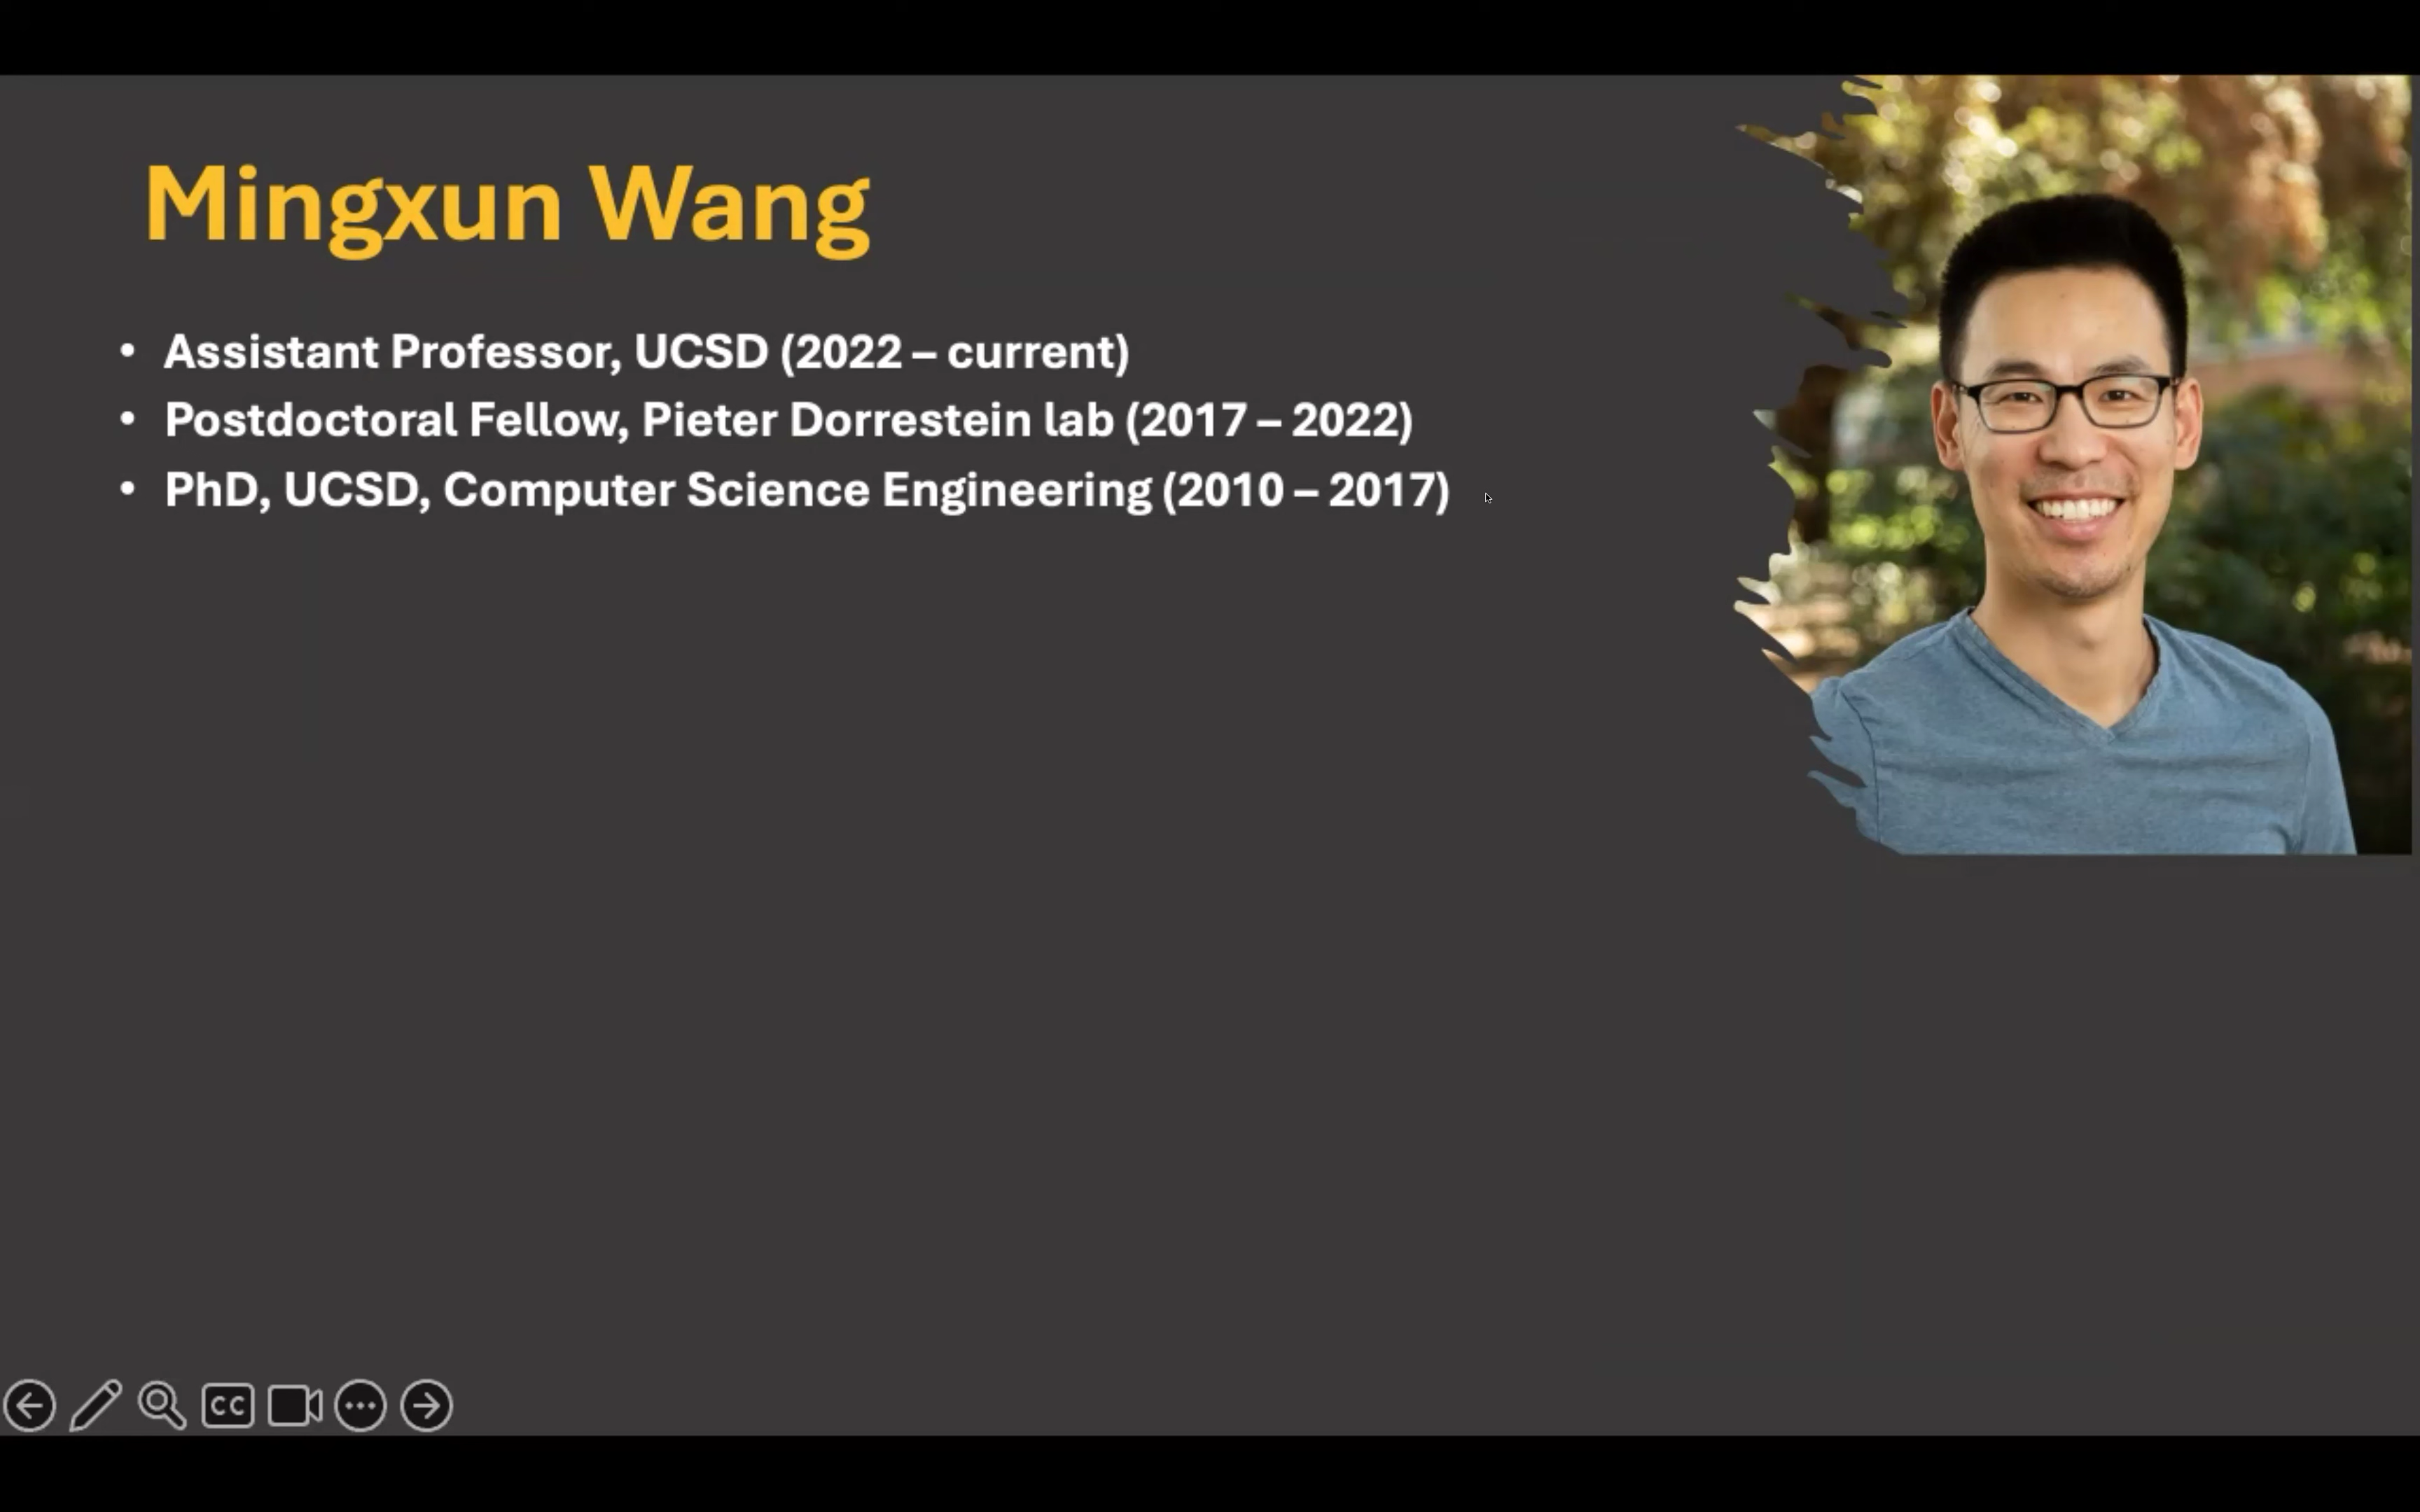 Mingxun Wang
• Assistant Professor, UCSD (2022 – current)
• Postdoctoral Fellow, Pieter Dorrestein lab (2017 – 2022)
• PhD, UCSD, Computer Science Engineering (2010 – 2017)
CC